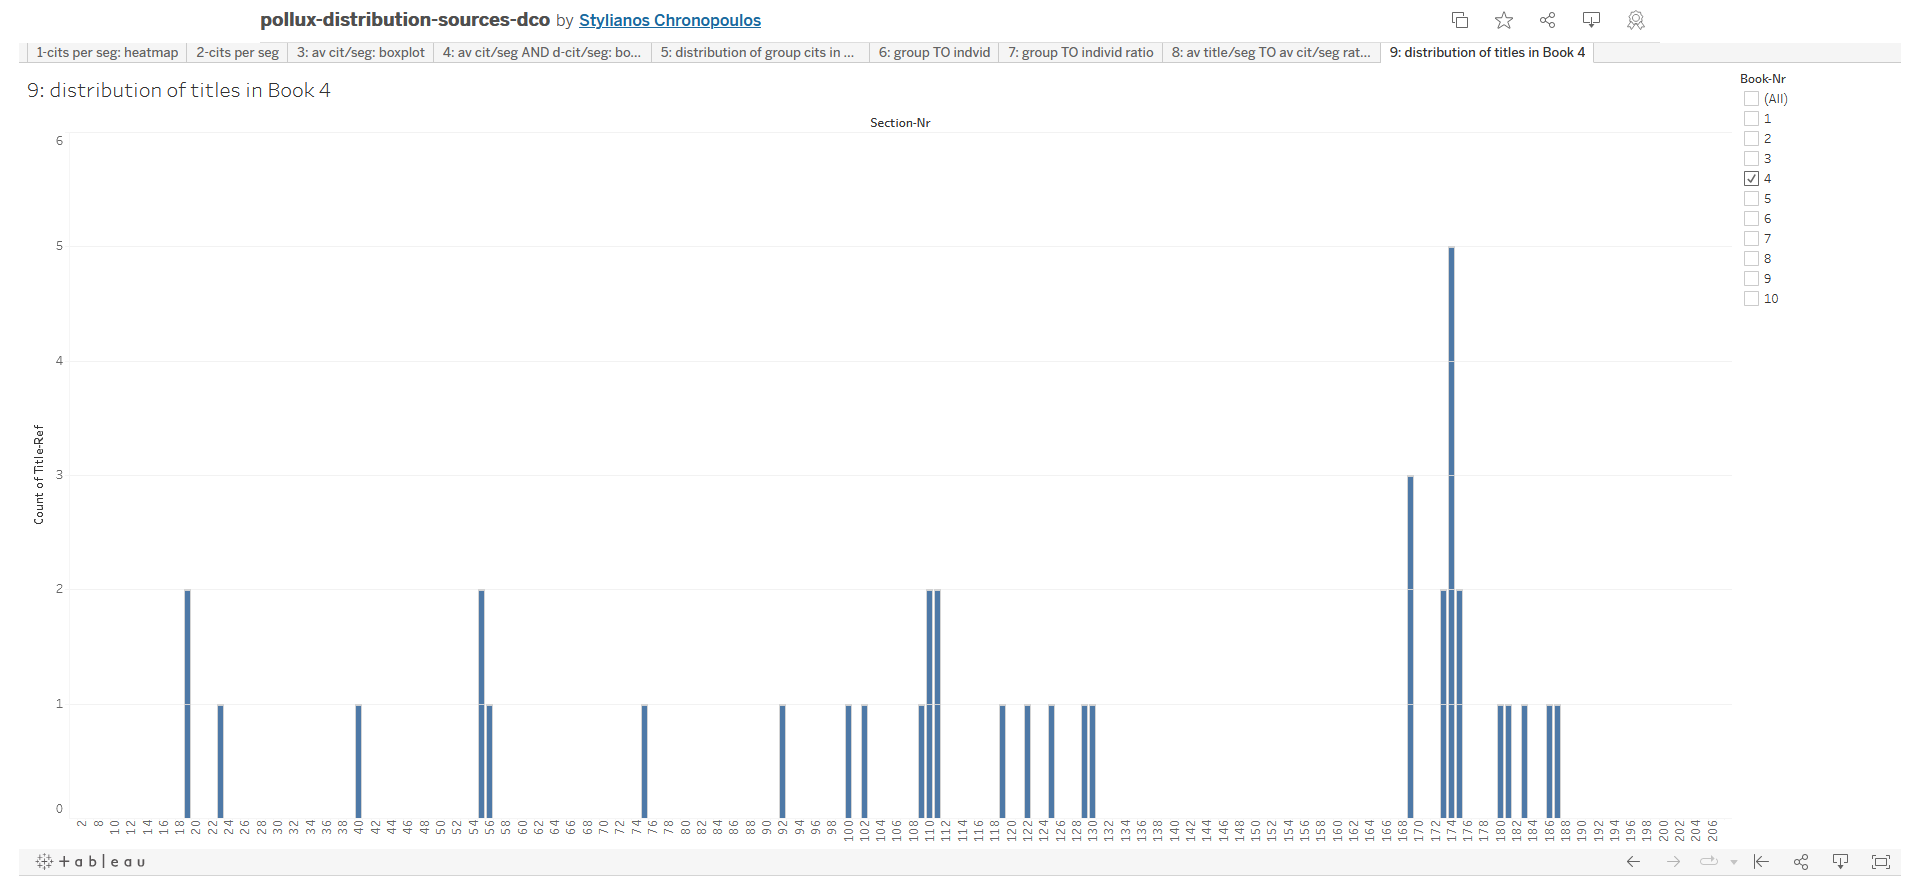 pollux-distribution-sources-dco by Stylianos Chronopoulos
1-cits per seg: heatmap 2-cits per seg 3: av cit/seg: boxplot 4: av cit/seg AND d-cit/seg: bo... 5: distribution of group cits in ... 6: group TO indvid 7: group TO individ ratio 8: av title/seg TO av cit/seg rat... 9: distribution of titles in Book 4
9: distribution of titles in Book 4
Section-Nr
Count of Title-Ref
6
5
4
3
2
1
0
2 8 10 12 14 16 18 20 22 24 26 28 30 32 34 36 38 40 42 44 46 48 50 52 54 56 58 60 62 64 66 68 70 72 74 76 78 80 82 84 86 88 90 92 94 96 98 100 102 104 106 108 110 112 114 116 118 120 122 124 126 128 130 132 134 136 138 140 142 144 146 148 150 152 154 156 158 160 162 164 166 168 170 172 174 176 178 180 182 184 186 188 190 192 194 196 198 200 202 204 206
Book-Nr
(All)
1
2
3
4
5
6
7
8
9
10
+ a b | e a u